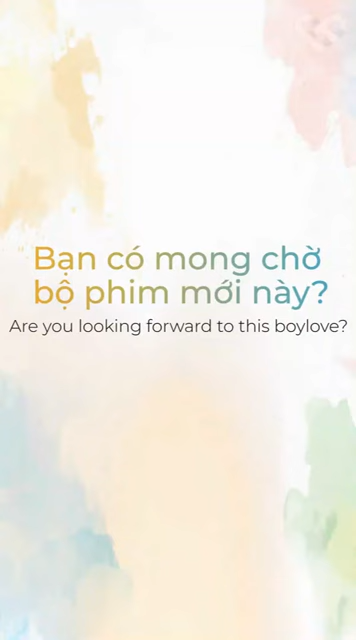 Bạn có mong chờ
bộ phim mới này?
Are you looking forward to this boylove?